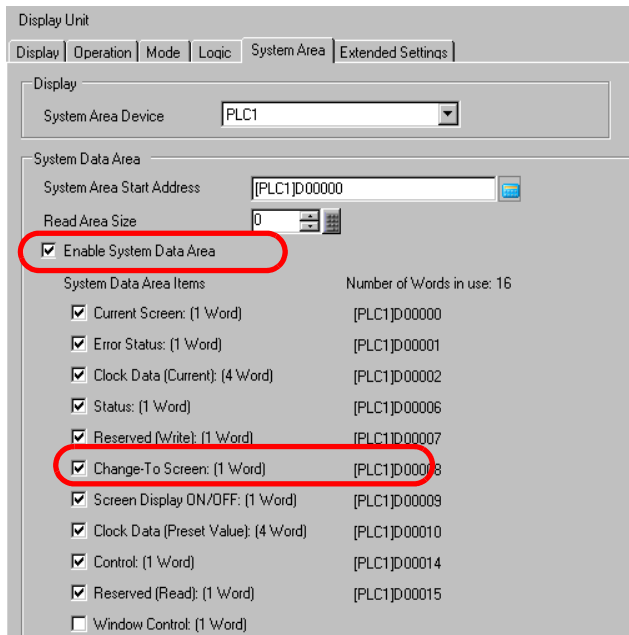 Display Unit
Display Operation Mode Logic System Area Extended Settings
Display
System Area Device PLC1
System Data Area
System Area Start Address [PLC1]D00000
Read Area Size 0
Enable System Data Area
System Data Area Items Number of Words in use: 16
Current Screen: (1 Word) [PLC1]D00000
Error Status: (1 Word) [PLC1]D00001
Clock Data (Current): (4 Word) [PLC1]D00002
Status: (1 Word) [PLC1]D00006
Reserved (Write): (1 Word) [PLC1]D00007
Change-To Screen: (1 Word) [PLC1]D00008
Screen Display ON/OFF: (1 Word) [PLC1]D00009
Clock Data (Preset Value): (4 Word) [PLC1]D00010
Control: (1 Word) [PLC1]D00014
Reserved (Read): (1 Word) [PLC1]D00015
Window Control: (1 Word)